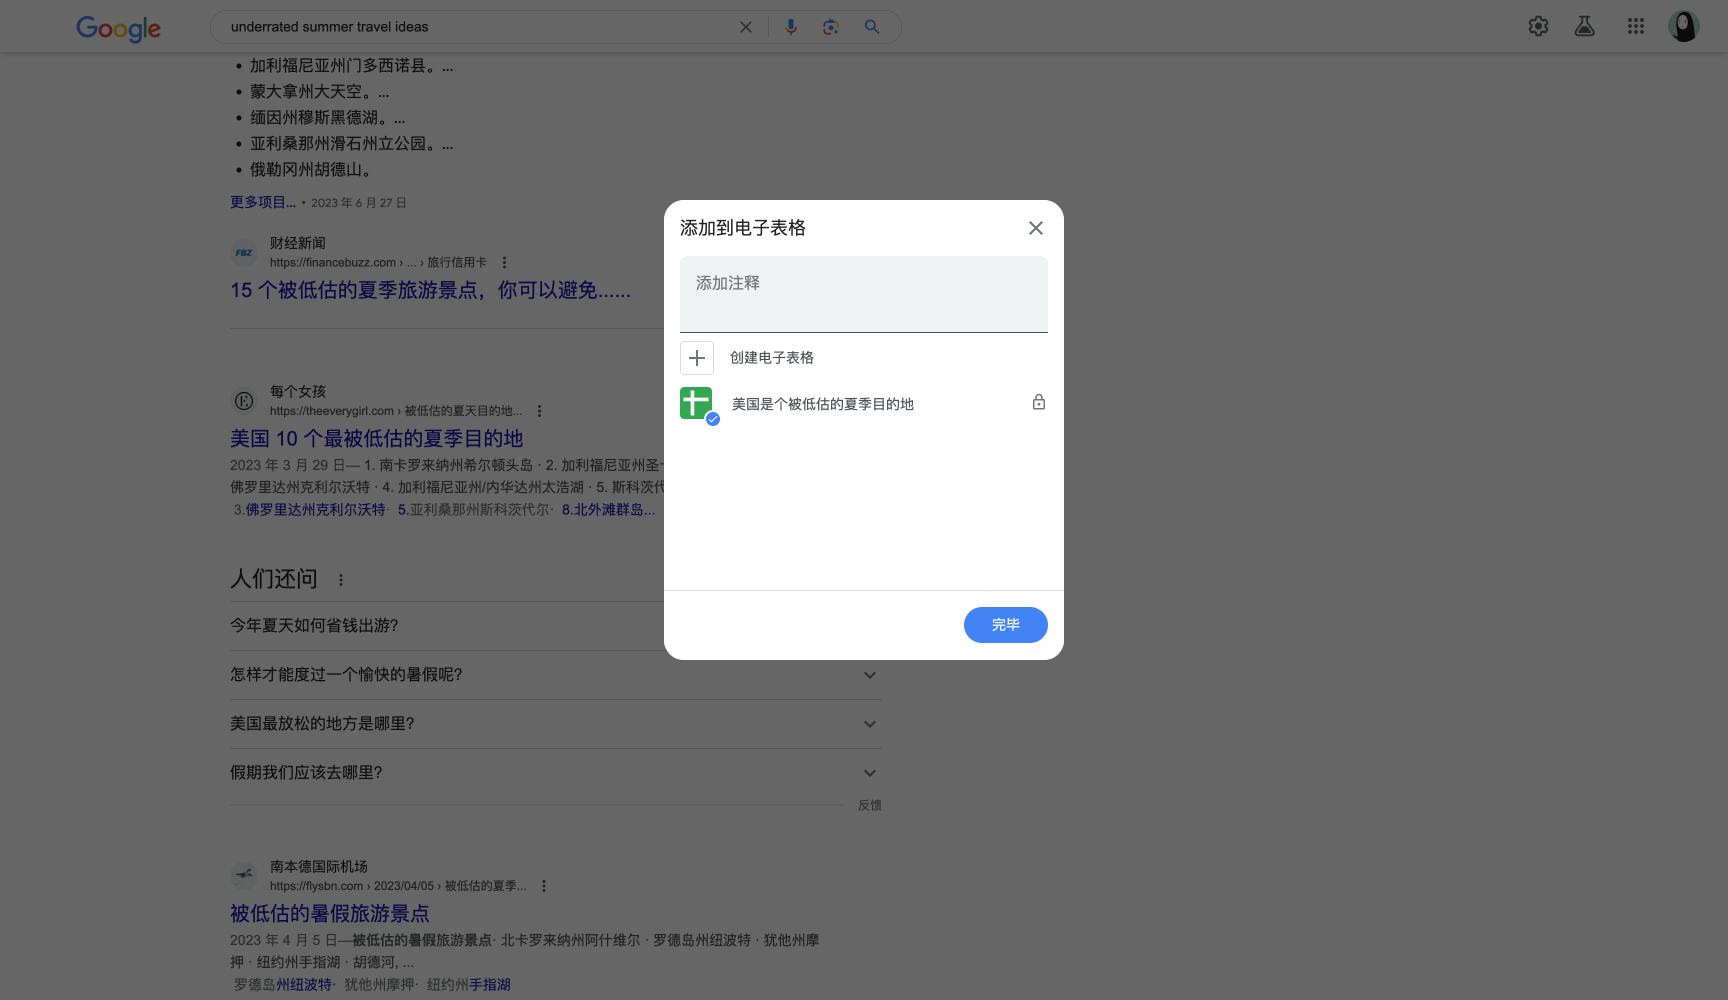 Google
underrated summer travel ideas
加利福尼亚州门多西诺县。...
蒙大拿州大天空。...
缅因州穆斯黑德湖。...
亚利桑那州滑石州立公园。...
俄勒冈州胡德山。
更多项目... • 2023 年 6 月 27 日
FBZ
财经新闻
https://financebuzz.com › ... › 旅行信用卡
15 个被低估的夏季旅游景点，你可以避免......
每个女孩
https://theeverygirl.com › 被低估的夏天目的地...
美国 10 个最被低估的夏季目的地
2023 年 3 月 29 日— 1. 南卡罗来纳州希尔顿头岛 · 2. 加利福尼亚州圣
佛罗里达州克利尔沃特 · 4. 加利福尼亚州/内华达州太浩湖 · 5. 斯科茨代
3.佛罗里达州克利尔沃特· 5.亚利桑那州斯科茨代尔· 8.北外滩群岛...
人们还问
今年夏天如何省钱出游?
怎样才能度过一个愉快的暑假呢?
美国最放松的地方是哪里?
假期我们应该去哪里?
反馈
南本德国际机场
https://flysbn.com › 2023/04/05 › 被低估的夏季...
被低估的暑假旅游景点
2023 年 4 月 5 日—被低估的暑假旅游景点· 北卡罗来纳州阿什维尔 · 罗德岛州纽波特 · 犹他州摩
押 · 纽约州手指湖 · 胡德河, ...
罗德岛州纽波特· 犹他州摩押· 纽约州手指湖
添加到电子表格
添加注释
创建电子表格
美国是个被低估的夏季目的地
完毕